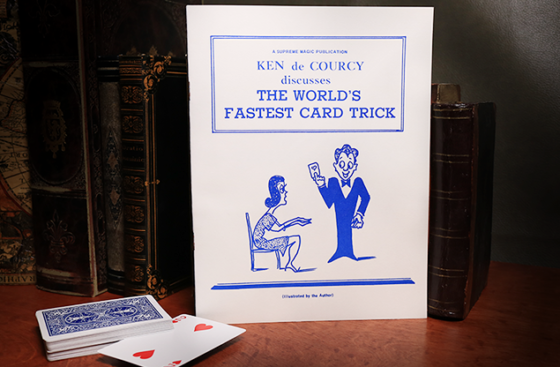 A SUPREME MAGIC PUBLICATION
KEN de COURCY
discusses
THE WORLD'S
FASTEST CARD TRICK
(Illustrated by the Author)